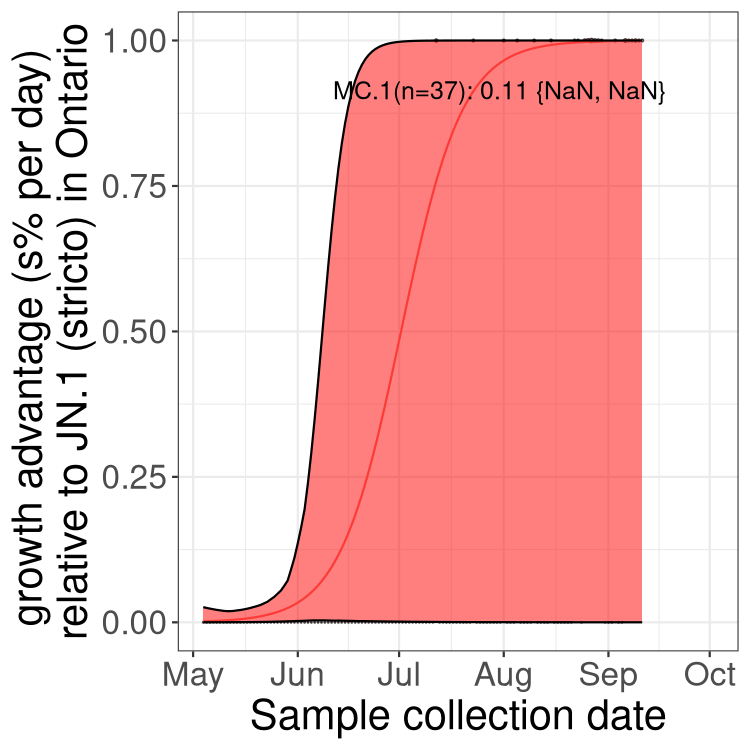 growth advantage (s% per day)
relative to JN.1 (stricto) in Ontario
1.00
0.75
0.50
0.25
0.00
MC.1(n=37): 0.11 {NaN, NaN}
May Jun Jul Aug Sep Oct
Sample collection date